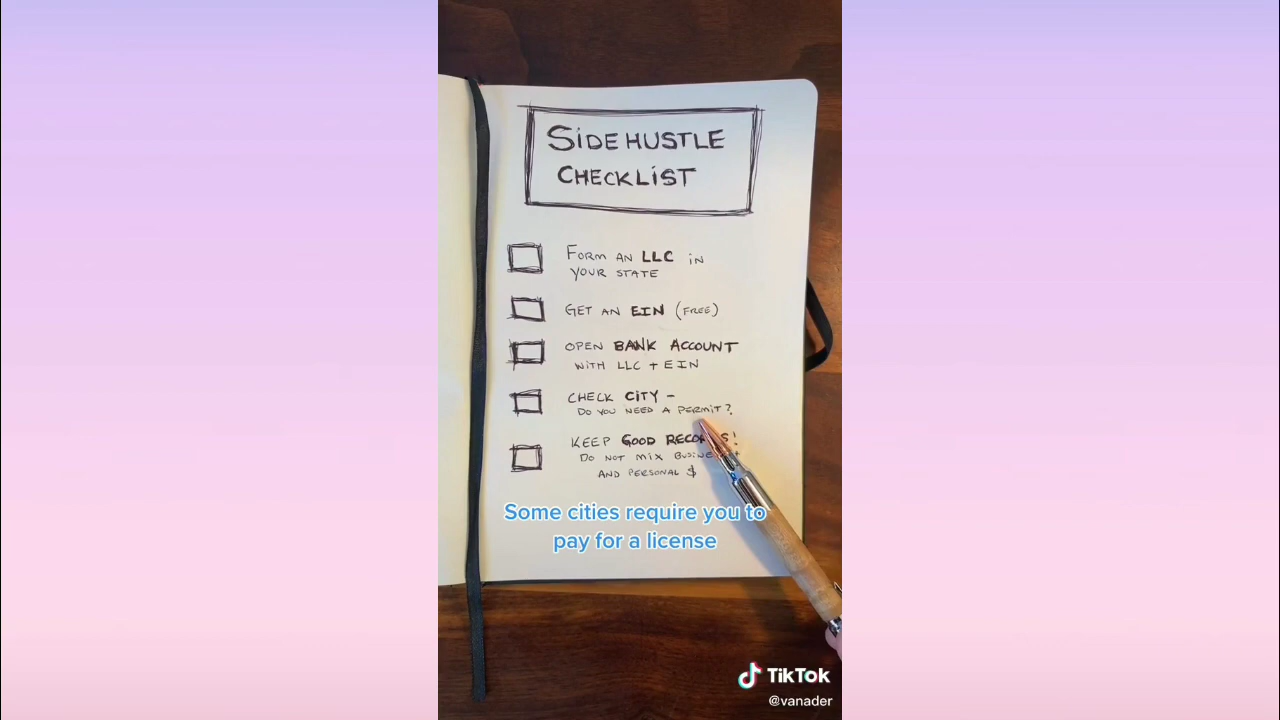 SIDE HUSTLE
CHECKLIST
FORM AN LLC IN
YOUR STATE
GET AN EIN (FREE)
OPEN BANK ACCOUNT
WITH LLC + EIN
CHECK CITY -
DO YOU NEED A PERMIT?
KEEP GOOD
DO NOT MIX
AND PERSONAL $
Some cities require you to
pay for a license
TikTok
@vanader